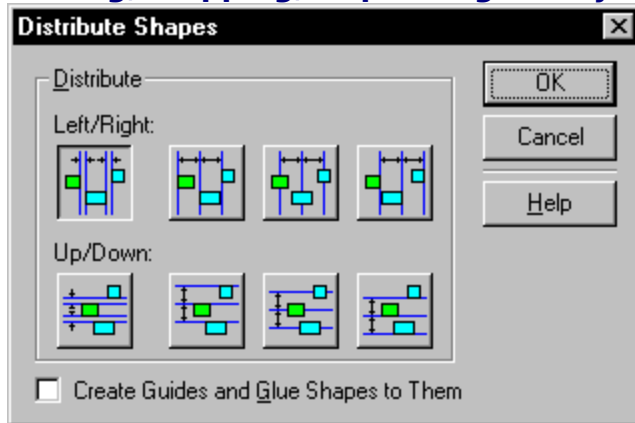 Distribute Shapes
Distribute
OK
Left/Right:
Cancel
Help
Up/Down:
Create Guides and Glue Shapes to Them